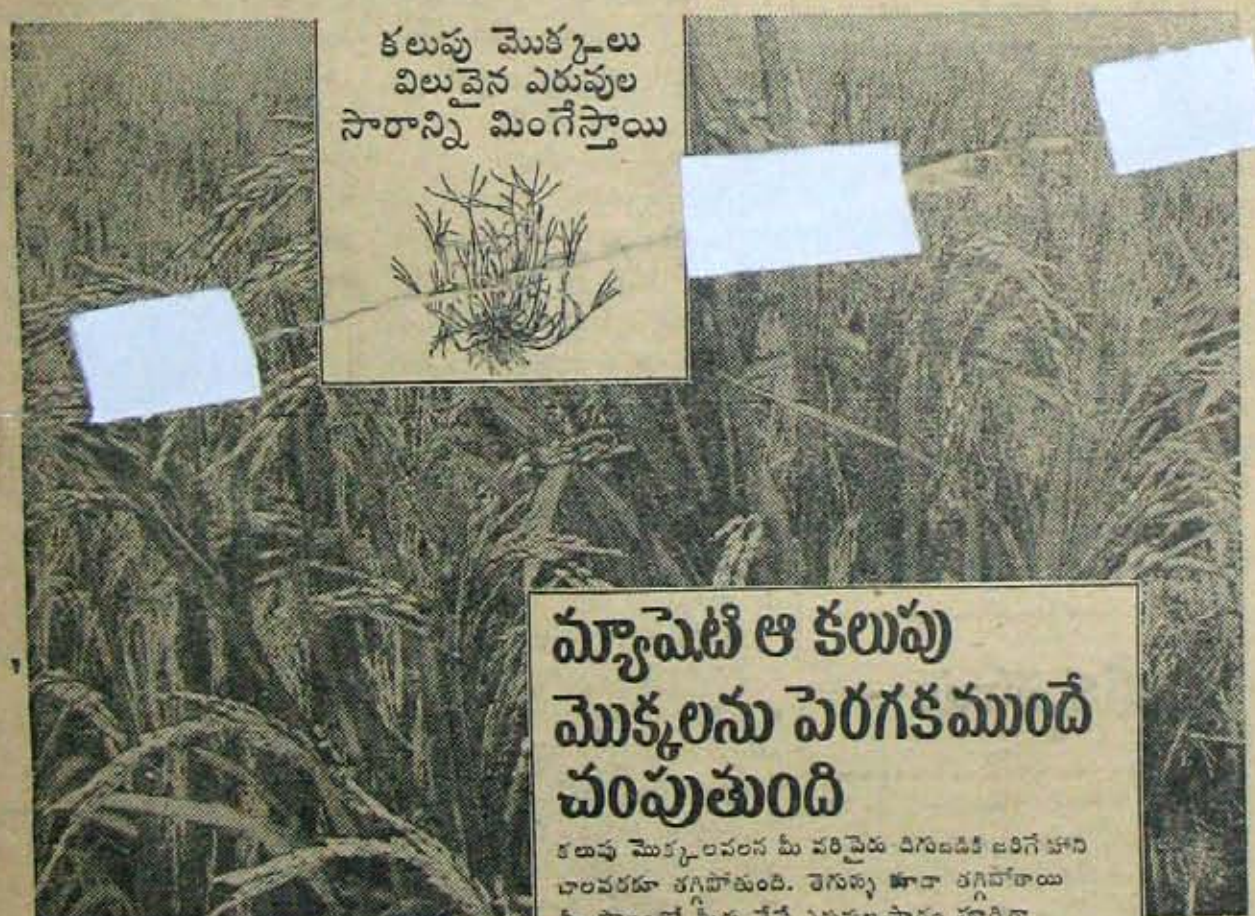 కలుపు మొక్కలు
విలువైన ఎరువుల
సారాన్ని మింగేస్తాయి
మ్యాషెటి ఆ కలుపు
మొక్కలను పెరగకముందే
చంపుతుంది
కలుపు మొక్కలవలన మీ వరిపైరు దిగుబడికి జరిగే హాని
చాలవరకూ తగ్గిపోతుంది. తెగుళ్ళు కూడా తగ్గిపోతాయి